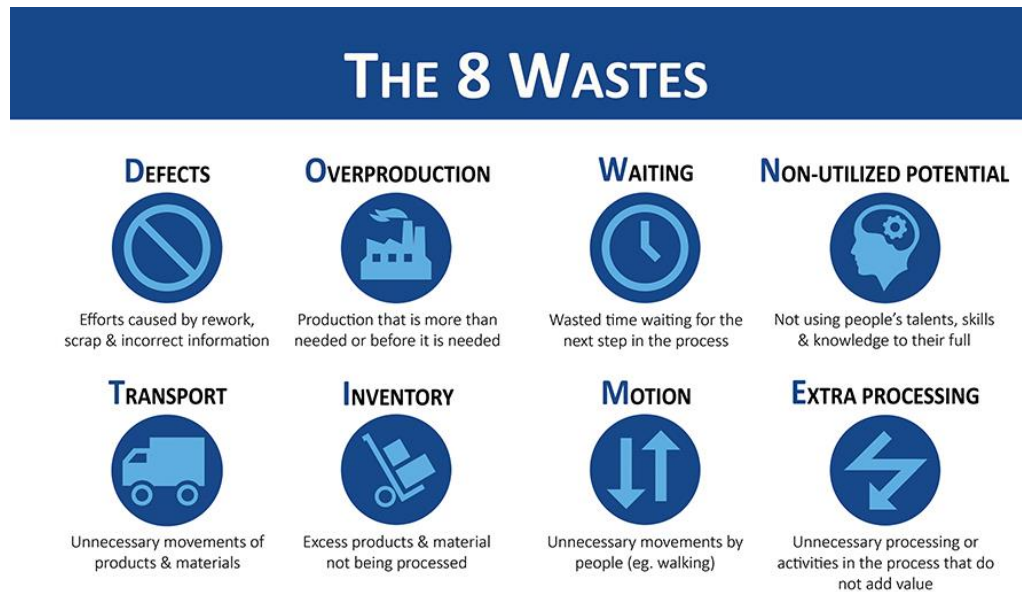 THE 8 WASTES
DEFECTS
Efforts caused by rework,
scrap & incorrect information
OVERPRODUCTION
Production that is more than
needed or before it is needed
WAITING
Wasted time waiting for the
next step in the process
NON-UTILIZED POTENTIAL
Not using people's talents, skills
& knowledge to their full
TRANSPORT
Unnecessary movements of
products & materials
INVENTORY
Excess products & material
not being processed
MOTION
Unnecessary movements by
people (eg. walking)
EXTRA PROCESSING
Unnecessary processing or
activities in the process that do
not add value